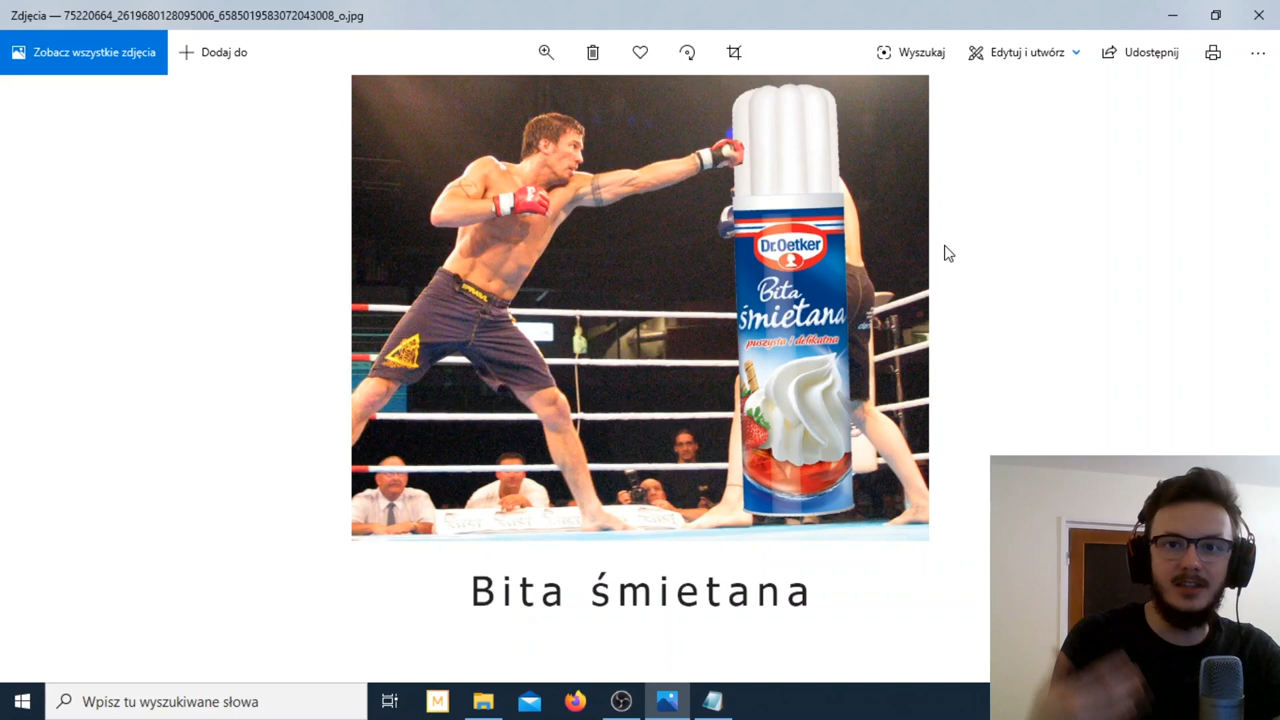 Zdjęcia — 75220664_2619680128095006_6585019583072043008_o.jpg
Zobacz wszystkie zdjęcia
Dodaj do
Wyszukaj
Edytuj i utwórz
Udostępnij
Dr.Oetker
Bita
śmietana
puszysta i delikatna
Bita śmietana
M
Wpisz tu wyszukiwane słowa